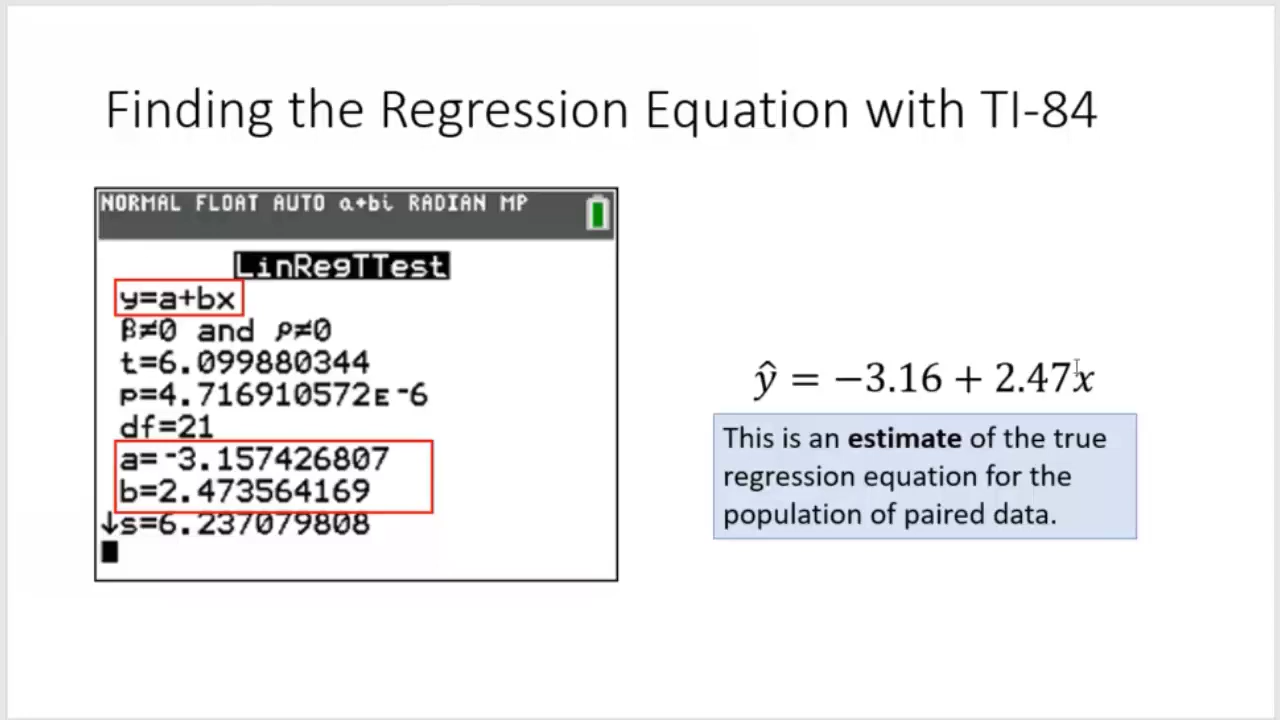 Finding the Regression Equation with TI-84
NORMAL FLOAT AUTO a+bi RADIAN MP
LinRegTTest
y=a+bx
β≠0 and ρ≠0
t=6.099880344
p=4.716910572ᴇ⁻6
df=21
a=⁻3.157426807
b=2.473564169
↓s=6.237079808
ŷ = −3.16 + 2.47x
This is an estimate of the true
regression equation for the
population of paired data.